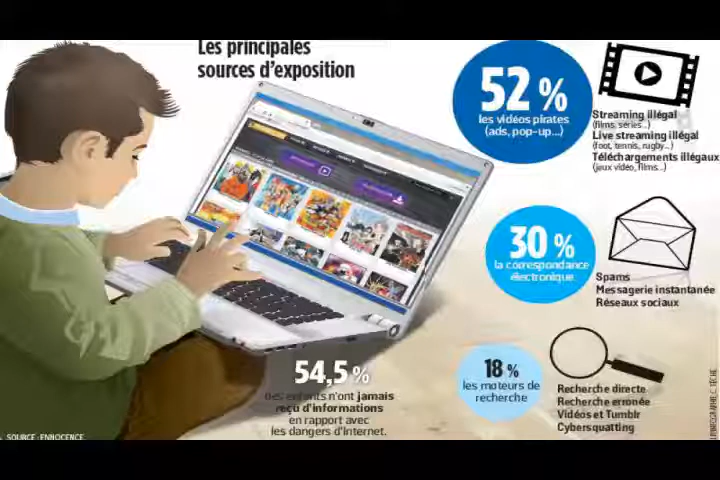 Les principales
sources d'exposition
52 %
les vidéos pirates
(ads, pop-up...)
Streaming illégal
(films, séries...)
Live streaming illégal
(foot, tennis, rugby...)
Téléchargements illégaux
(jeux vidéo, films...)
30 %
la correspondance
électronique
Spams
Messagerie instantanée
Réseaux sociaux
18 %
les moteurs de
recherche
Recherche directe
Recherche erronée
Vidéos et Tumblr
Cybersquatting
54,5 %
des enfants n'ont jamais
reçu d'informations
en rapport avec
les dangers d'Internet.
SOURCE : ENNOCENCE